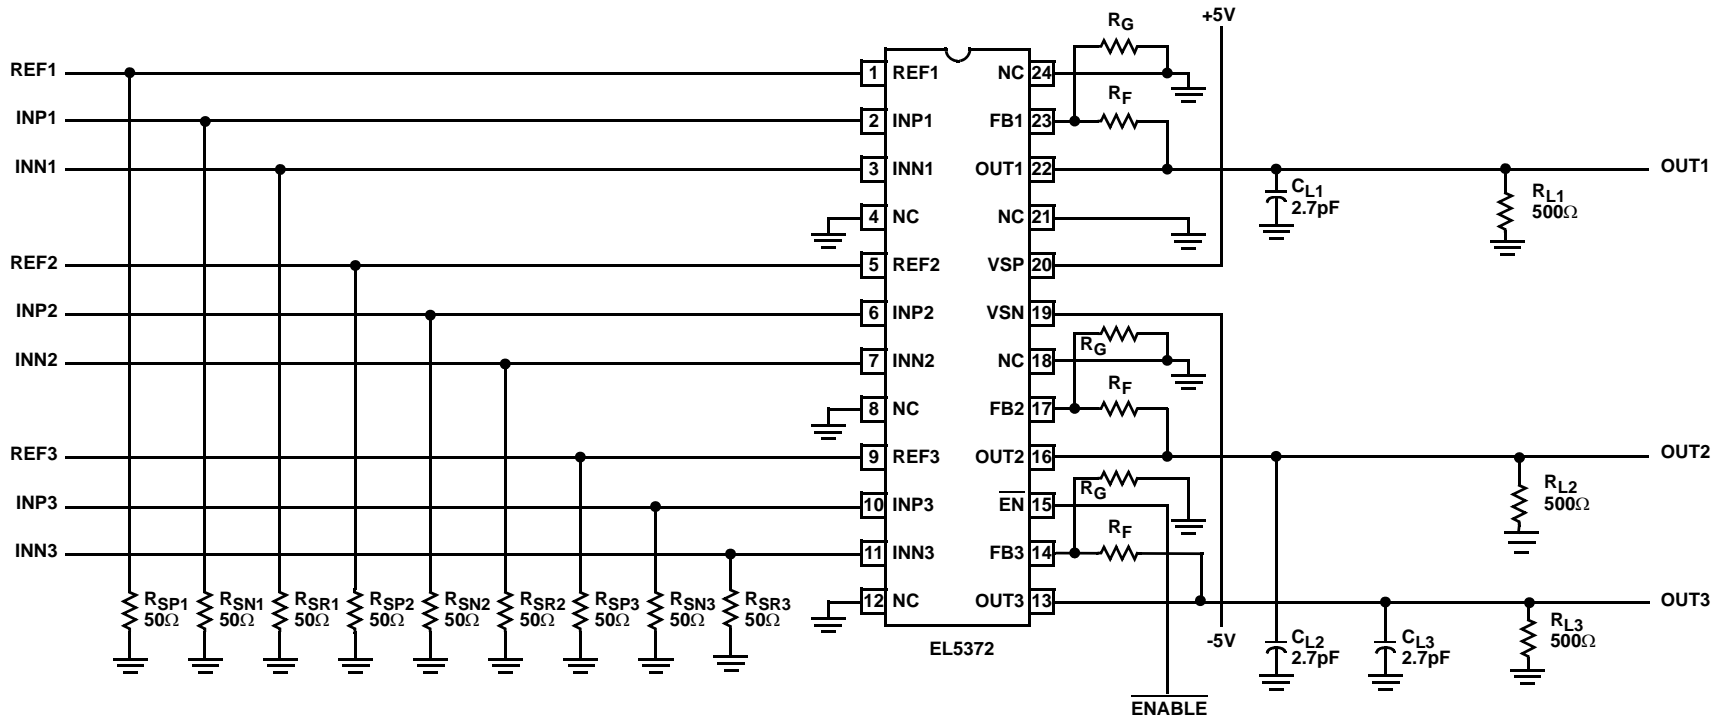 REF1
INP1
INN1
REF2
INP2
INN2
REF3
INP3
INN3
RSP1
50Ω
RSN1
50Ω
RSR1
50Ω
RSP2
50Ω
RSN2
50Ω
RSR2
50Ω
RSP3
50Ω
RSN3
50Ω
RSR3
50Ω
1 REF1
2 INP1
3 INN1
4 NC
5 REF2
6 INP2
7 INN2
8 NC
9 REF3
10 INP3
11 INN3
12 NC
NC 24
FB1 23
OUT1 22
NC 21
VSP 20
VSN 19
NC 18
FB2 17
OUT2 16
EN 15
FB3 14
OUT3 13
EL5372
RG
RF
+5V
RG
RF
RG
RF
-5V
ENABLE
CL1
2.7pF
RL1
500Ω
OUT1
RL2
500Ω
OUT2
CL2
2.7pF
CL3
2.7pF
RL3
500Ω
OUT3